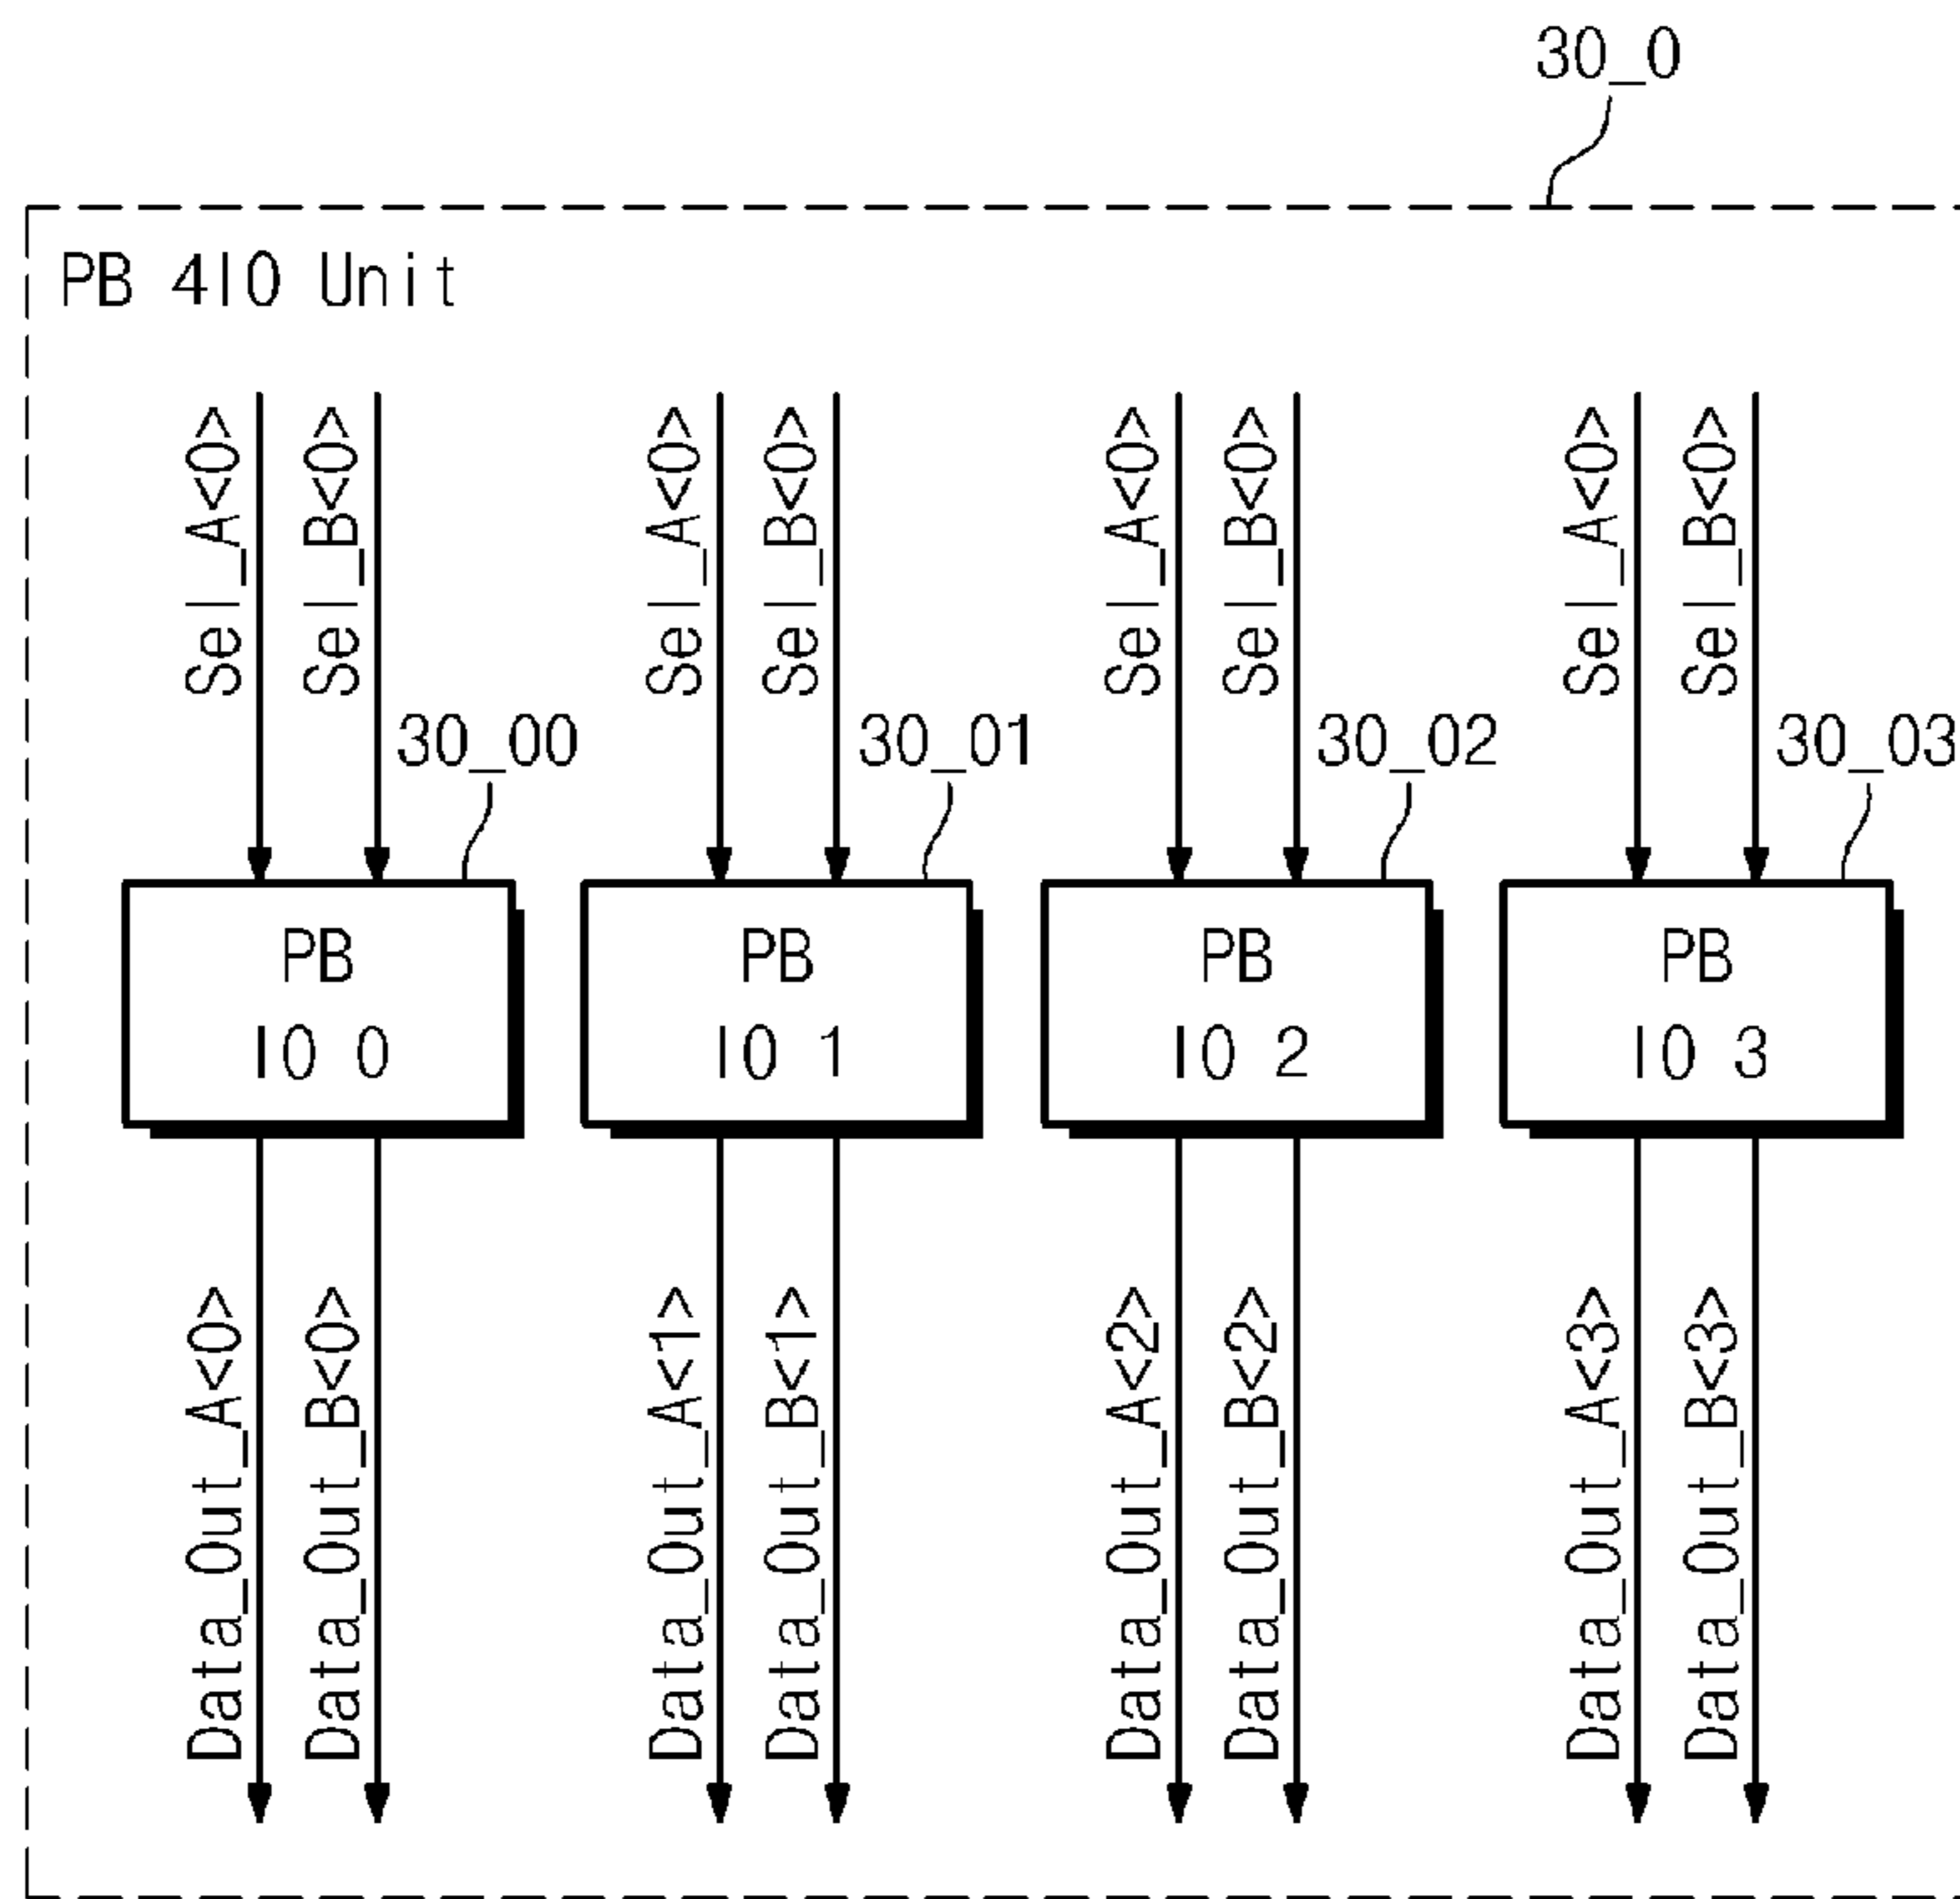 30_0
PB 4IO Unit
Sel_A<0>
Sel_B<0>
Sel_A<0>
Sel_B<0>
Sel_A<0>
Sel_B<0>
Sel_A<0>
Sel_B<0>
30_00
30_01
30_02
30_03
PB
IO 0
PB
IO 1
PB
IO 2
PB
IO 3
Data_Out_A<0>
Data_Out_B<0>
Data_Out_A<1>
Data_Out_B<1>
Data_Out_A<2>
Data_Out_B<2>
Data_Out_A<3>
Data_Out_B<3>